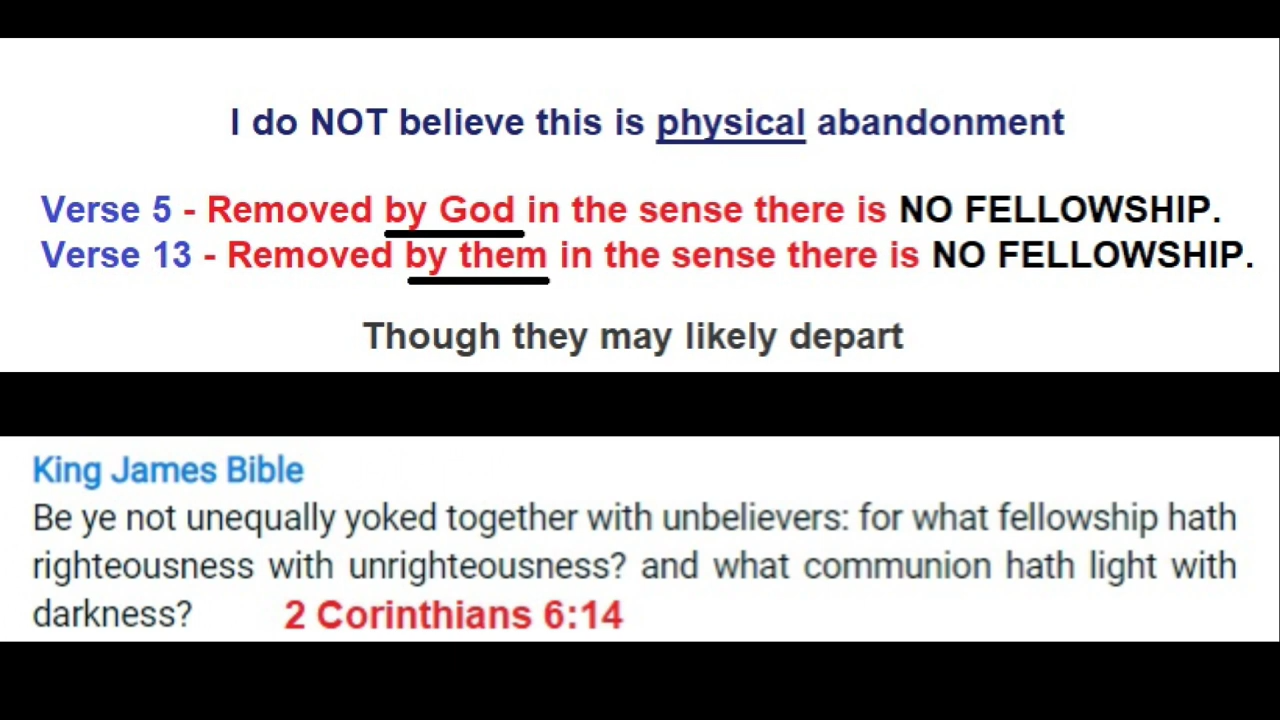 I do NOT believe this is physical abandonment
Verse 5 - Removed by God in the sense there is NO FELLOWSHIP.
Verse 13 - Removed by them in the sense there is NO FELLOWSHIP.
Though they may likely depart
King James Bible
Be ye not unequally yoked together with unbelievers: for what fellowship hath
righteousness with unrighteousness? and what communion hath light with
darkness? 2 Corinthians 6:14